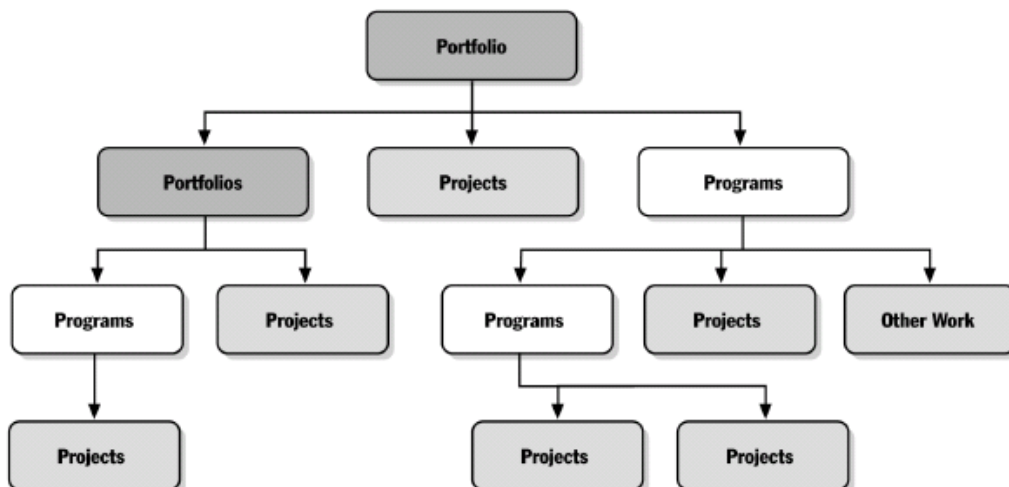 Portfolio
Portfolios
Projects
Programs
Programs
Projects
Programs
Projects
Other Work
Projects
Projects
Projects